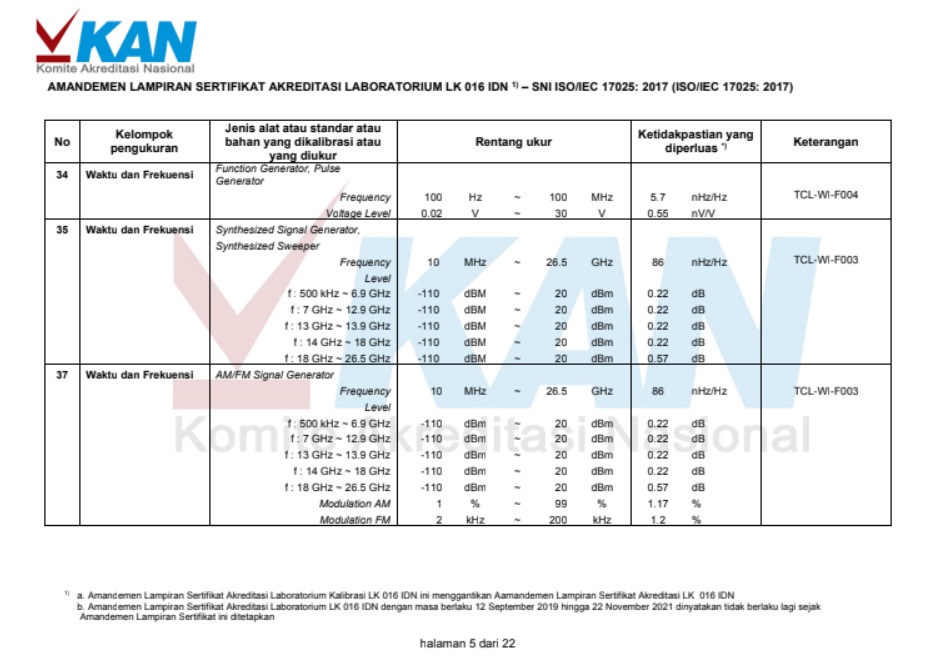 KAN
Komite Akreditasi Nasional
AMANDEMEN LAMPIRAN SERTIFIKAT AKREDITASI LABORATORIUM LK 016 IDN 1) – SNI ISO/IEC 17025: 2017 (ISO/IEC 17025: 2017)
No Kelompok pengukuran Jenis alat atau standar atau bahan yang dikalibrasi atau yang diukur Rentang ukur Ketidakpastian yang diperluas *) Keterangan
34 Waktu dan Frekuensi Function Generator, Pulse
Generator
Frequency 100 Hz ~ 100 MHz 5.7 nHz/Hz TCL-WI-F004
Voltage Level 0.02 V ~ 30 V 0.55 nV/V
35 Waktu dan Frekuensi Synthesized Signal Generator,
Synthesized Sweeper
Frequency 10 MHz ~ 26.5 GHz 86 nHz/Hz TCL-WI-F003
Level
f : 500 kHz ~ 6.9 GHz -110 dBM ~ 20 dBm 0.22 dB
f : 7 GHz ~ 12.9 GHz -110 dBM ~ 20 dBm 0.22 dB
f : 13 GHz ~ 13.9 GHz -110 dBM ~ 20 dBm 0.22 dB
f : 14 GHz ~ 18 GHz -110 dBM ~ 20 dBm 0.22 dB
f : 18 GHz ~ 26.5 GHz -110 dBM ~ 20 dBm 0.57 dB
37 Waktu dan Frekuensi AM/FM Signal Generator
Frequency 10 MHz ~ 26.5 GHz 86 nHz/Hz TCL-WI-F003
Level
f : 500 kHz ~ 6.9 GHz -110 dBm ~ 20 dBm 0.22 dB
f : 7 GHz ~ 12.9 GHz -110 dBm ~ 20 dBm 0.22 dB
f : 13 GHz ~ 13.9 GHz -110 dBm ~ 20 dBm 0.22 dB
f : 14 GHz ~ 18 GHz -110 dBm ~ 20 dBm 0.22 dB
f : 18 GHz ~ 26.5 GHz -110 dBm ~ 20 dBm 0.57 dB
Modulation AM 1 % ~ 99 % 1.17 %
Modulation FM 2 kHz ~ 200 kHz 1.2 %
KAN
Komite Akreditasi Nasional
1) a. Amandemen Lampiran Sertifikat Akreditasi Laboratorium Kalibrasi LK 016 IDN ini menggantikan Aamandemen Lampiran Sertifikat Akreditasi LK 016 IDN
b. Amandemen Lampiran Sertifikat Akreditasi Laboratorium LK 016 IDN dengan masa berlaku 12 September 2019 hingga 22 November 2021 dinyatakan tidak berlaku lagi sejak
Amandemen Lampiran Sertifikat ini ditetapkan
halaman 5 dari 22